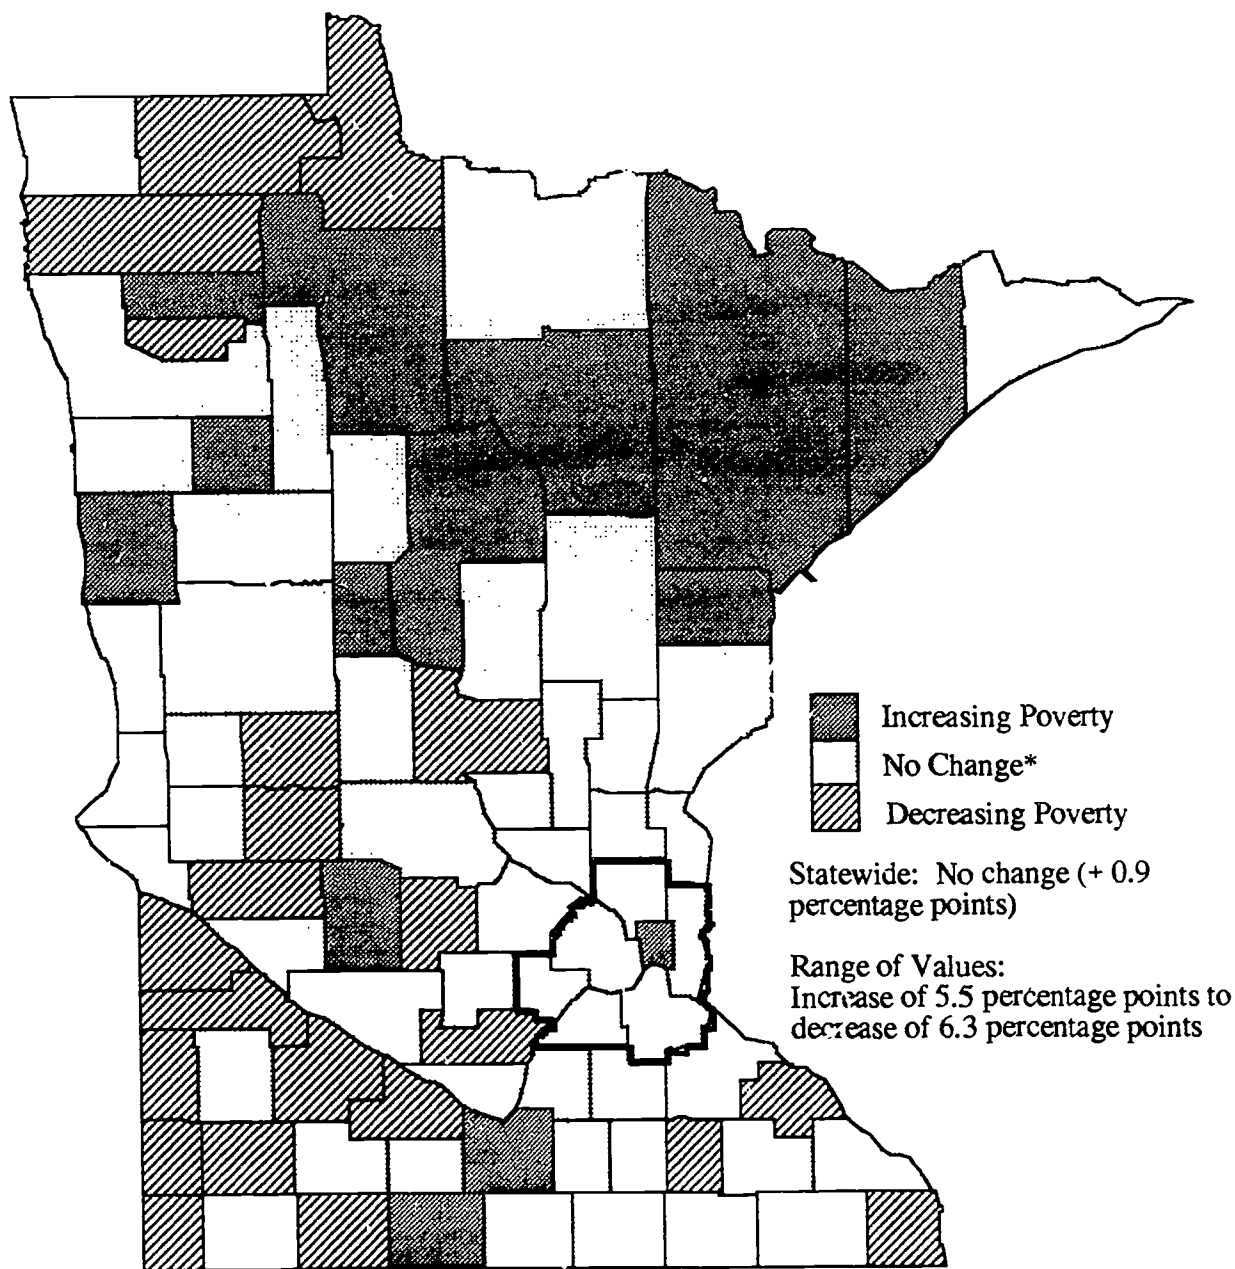 Increasing Poverty
No Change*
Decreasing Poverty
Statewide: No change (+ 0.9
percentage points)
Range of Values:
Increase of 5.5 percentage points to
decrease of 6.3 percentage points